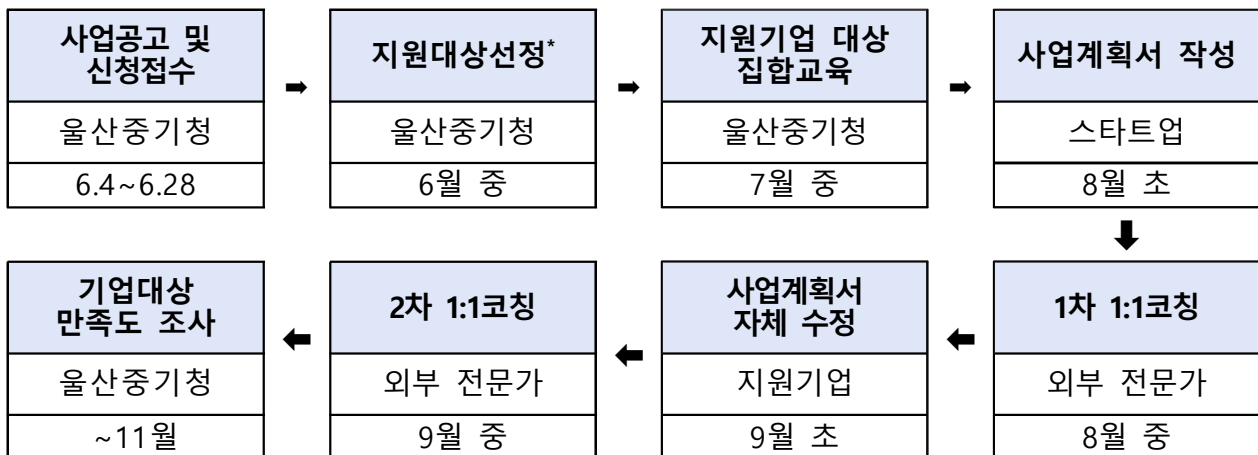 사업공고 및
신청접수
울산중기청
6.4~6.28
➡
지원대상선정*
울산중기청
6월 중
➡
지원기업 대상
집합교육
울산중기청
7월 중
➡
사업계획서 작성
스타트업
8월 초
⬇
1차 1:1코칭
외부 전문가
8월 중
⬅
사업계획서
자체 수정
지원기업
9월 초
⬅
2차 1:1코칭
외부 전문가
9월 중
⬅
기업대상
만족도 조사
울산중기청
~11월